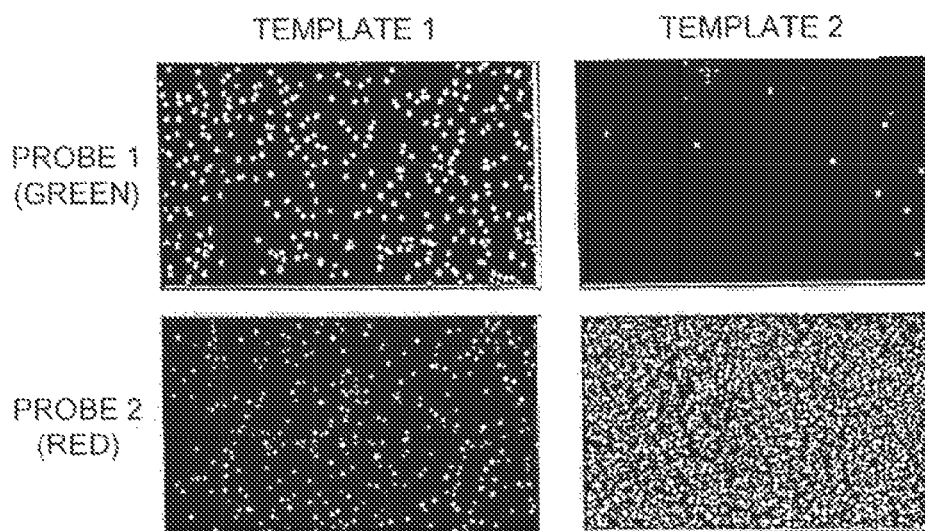 TEMPLATE 1
TEMPLATE 2
PROBE 1
(GREEN)
PROBE 2
(RED)